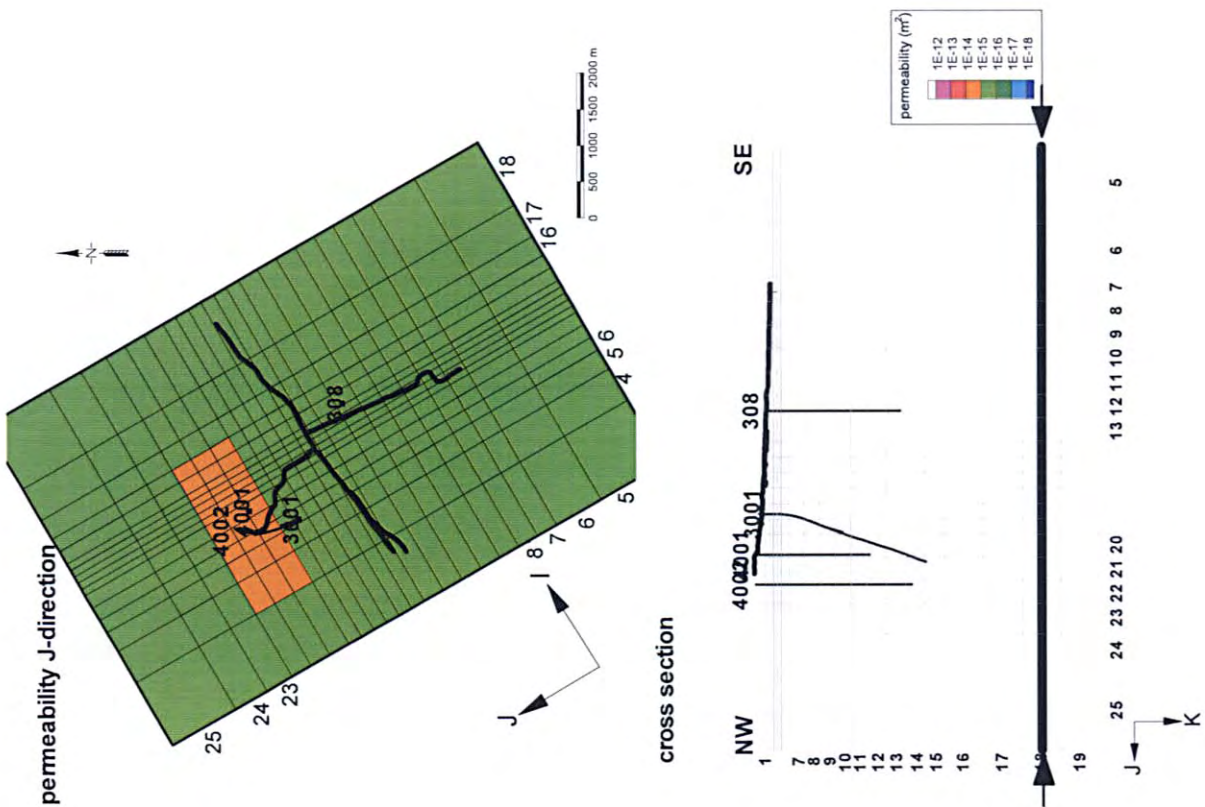 permeability J-direction
-N-
25
24
23
8
7
6
5
4002
4001
3001
308
18
17
16
6
5
4
J
I
0 500 1000 1500 2000 m
permeability (m²)
1E-12
1E-13
1E-14
1E-15
1E-16
1E-17
1E-18
cross section
NW
SE
4002
3001
308
1
7
8
9
10
11
12
13
14
15
16
17
18
19
25 24 23 22 21 20 13 12 11 10 9 8 7 6 5
J
K